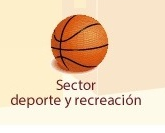 Sector
deporte y recreación